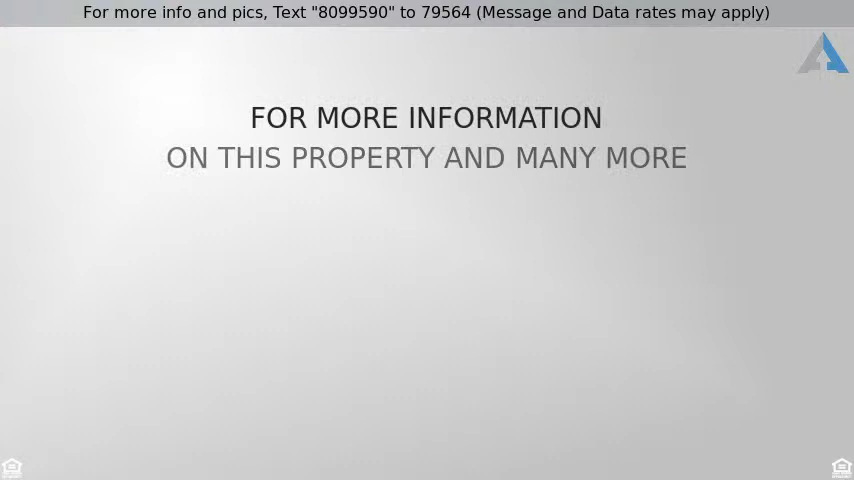 For more info and pics, Text "8099590" to 79564 (Message and Data rates may apply)
FOR MORE INFORMATION
ON THIS PROPERTY AND MANY MORE